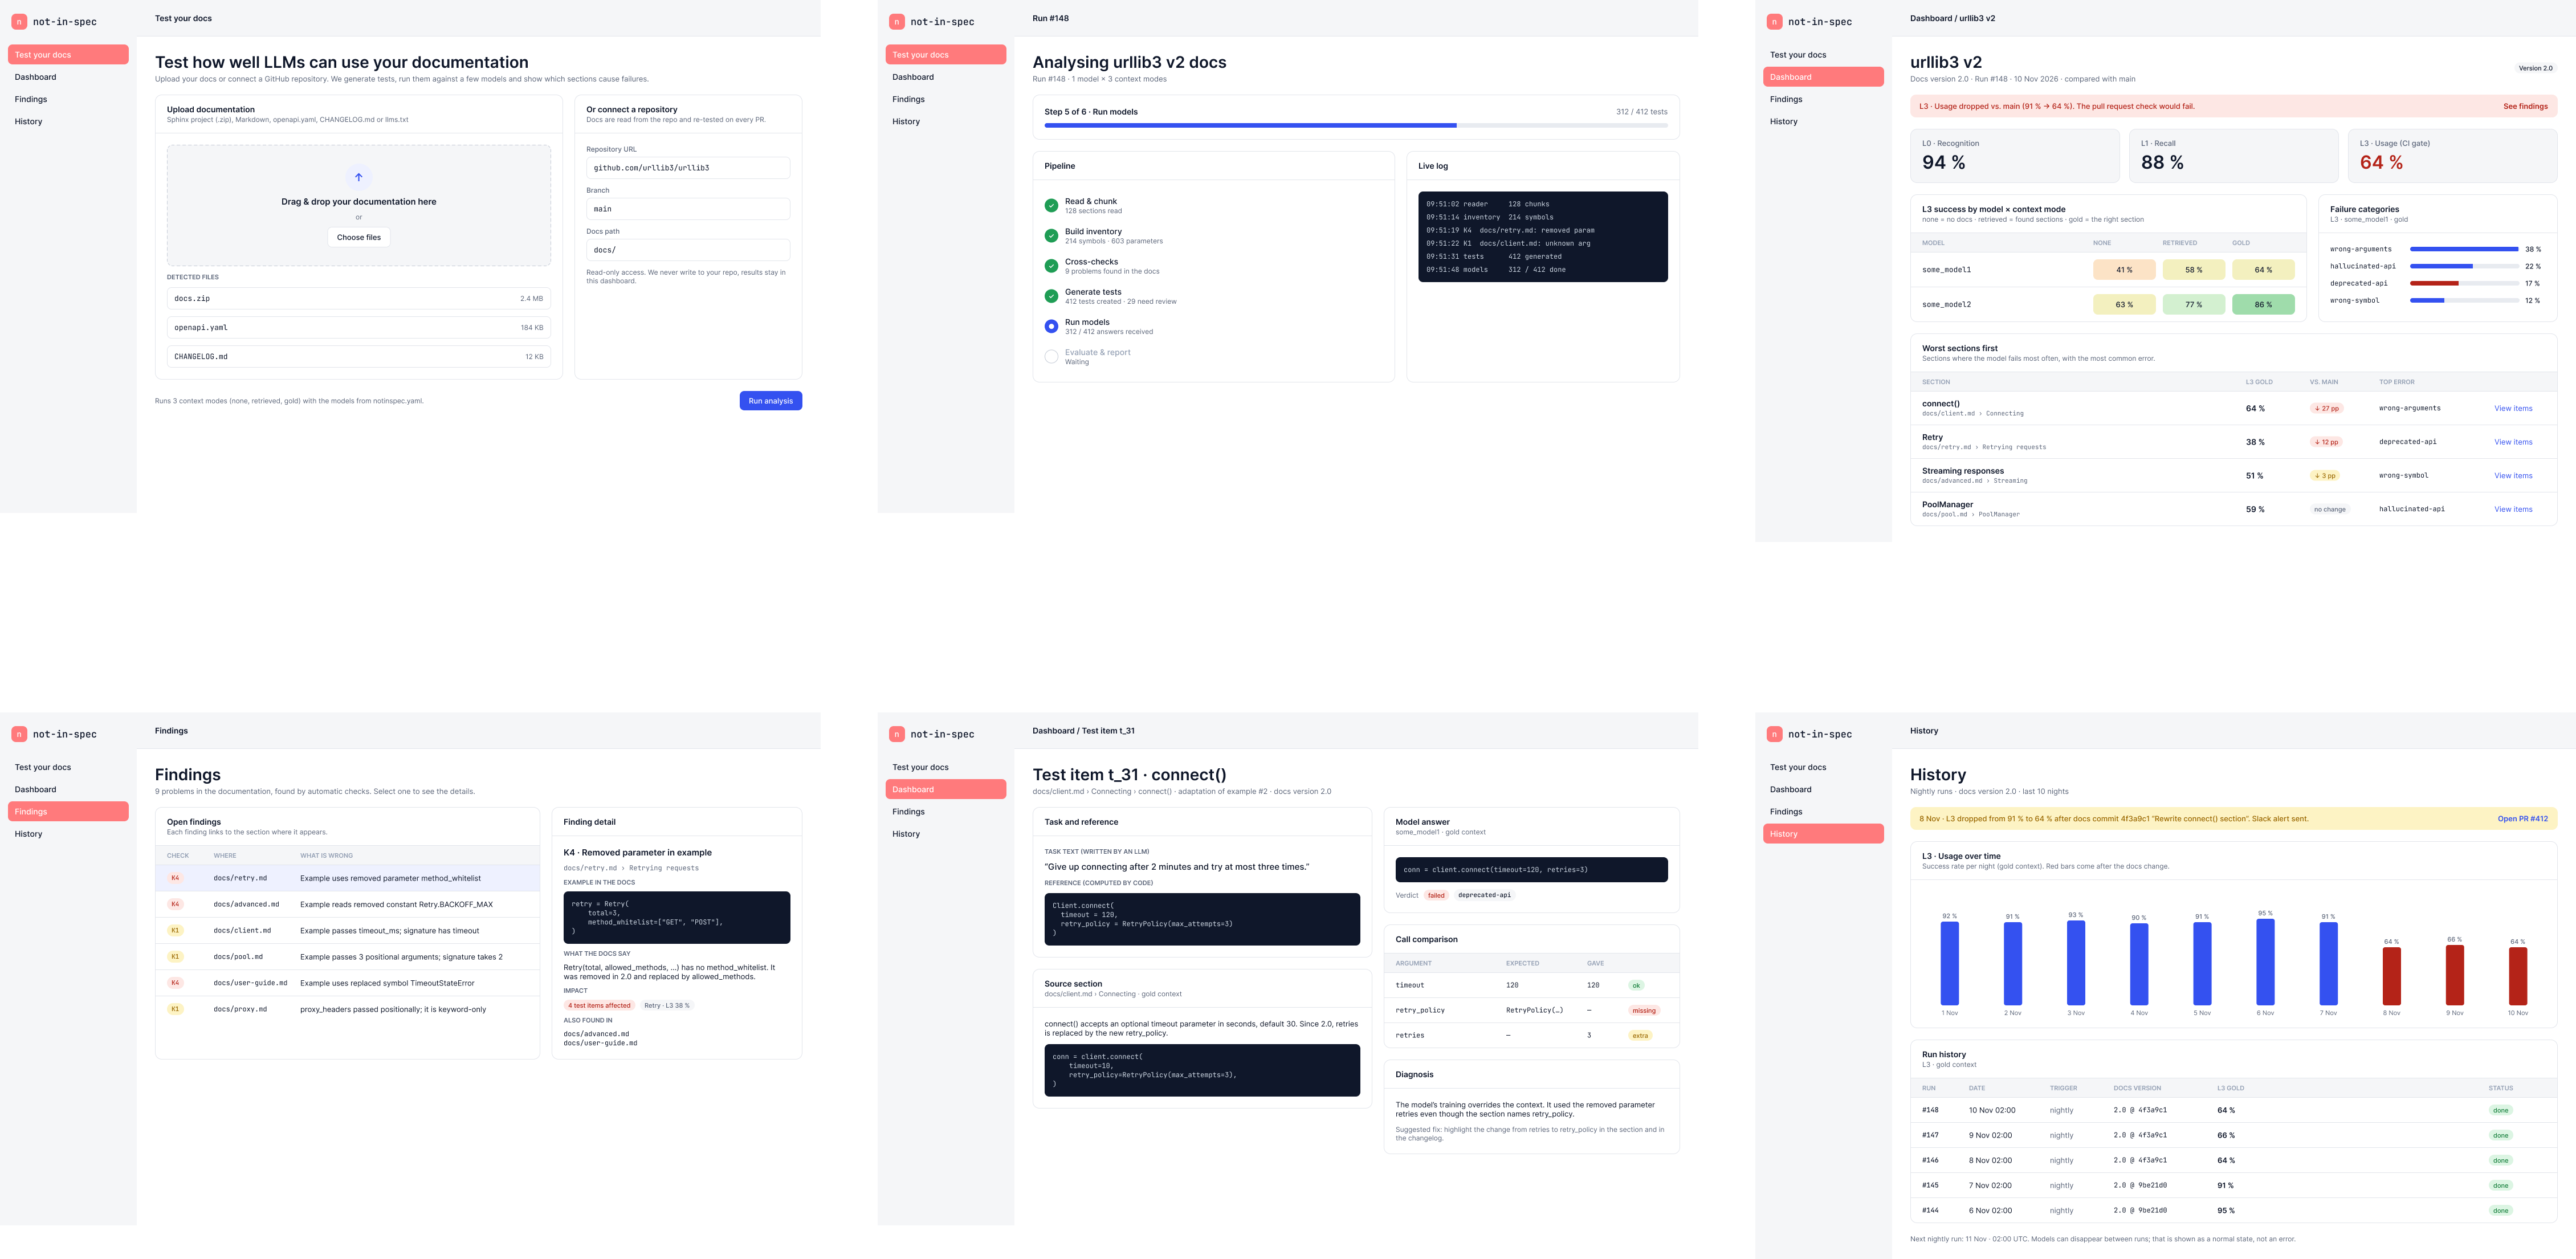 n not-in-spec
Test your docs
Dashboard
Findings
History
Test your docs
Test how well LLMs can use your documentation
Upload your docs or connect a GitHub repository. We generate tests, run them against a few models and show which sections cause failures.
Upload documentation
Sphinx project (.zip), Markdown, openapi.yaml, CHANGELOG.md or llms.txt
Drag & drop your documentation here
or
Choose files
DETECTED FILES
docs.zip 2.4 MB
openapi.yaml 184 KB
CHANGELOG.md 12 KB
Or connect a repository
Docs are read from the repo and re-tested on every PR.
Repository URL
github.com/urllib3/urllib3
Branch
main
Docs path
docs/
Read-only access. We never write to your repo, results stay in
this dashboard.
Runs 3 context modes (none, retrieved, gold) with the models from notinspec.yaml.
Run analysis
n not-in-spec
Test your docs
Dashboard
Findings
History
Run #148
Analysing urllib3 v2 docs
Run #148 · 1 model × 3 context modes
Step 5 of 6 · Run models 312 / 412 tests
Pipeline
Read & chunk
128 sections read
Build inventory
214 symbols · 603 parameters
Cross-checks
9 problems found in the docs
Generate tests
412 tests created · 29 need review
Run models
312 / 412 answers received
Evaluate & report
Waiting
Live log
09:51:02 reader 128 chunks
09:51:14 inventory 214 symbols
09:51:19 K4 docs/retry.md: removed param
09:51:22 K1 docs/client.md: unknown arg
09:51:31 tests 412 generated
09:51:48 models 312 / 412 done
n not-in-spec
Test your docs
Dashboard
Findings
History
Dashboard / urllib3 v2
urllib3 v2
Docs version 2.0 · Run #148 · 10 Nov 2026 · compared with main
Version 2.0
L3 · Usage dropped vs. main (91 % → 64 %). The pull request check would fail. See findings
L0 · Recognition
94 %
L1 · Recall
88 %
L3 · Usage (CI gate)
64 %
L3 success by model × context mode
none = no docs · retrieved = found sections · gold = the right section
MODEL NONE RETRIEVED GOLD
some_model1 41 % 58 % 64 %
some_model2 63 % 77 % 86 %
Failure categories
L3 · some_model1 · gold
wrong-arguments 38 %
hallucinated-api 22 %
deprecated-api 17 %
wrong-symbol 12 %
Worst sections first
Sections where the model fails most often, with the most common error.
SECTION L3 GOLD VS. MAIN TOP ERROR
connect()
docs/client.md › Connecting
64 % ↓ 27 pp wrong-arguments View items
Retry
docs/retry.md › Retrying requests
38 % ↓ 12 pp deprecated-api View items
Streaming responses
docs/advanced.md › Streaming
51 % ↓ 3 pp wrong-symbol View items
PoolManager
docs/pool.md › PoolManager
59 % no change hallucinated-api View items
n not-in-spec
Test your docs
Dashboard
Findings
History
Findings
Findings
9 problems in the documentation, found by automatic checks. Select one to see the details.
Open findings
Each finding links to the section where it appears.
CHECK WHERE WHAT IS WRONG
K4 docs/retry.md Example uses removed parameter method_whitelist
K4 docs/advanced.md Example reads removed constant Retry.BACKOFF_MAX
K1 docs/client.md Example passes timeout_ms; signature has timeout
K1 docs/pool.md Example passes 3 positional arguments; signature takes 2
K4 docs/user-guide.md Example uses replaced symbol TimeoutStateError
K1 docs/proxy.md proxy_headers passed positionally; it is keyword-only
Finding detail
K4 · Removed parameter in example
docs/retry.md › Retrying requests
EXAMPLE IN THE DOCS
retry = Retry(
total=3,
method_whitelist=["GET", "POST"],
)
WHAT THE DOCS SAY
Retry(total, allowed_methods, …) has no method_whitelist. It
was removed in 2.0 and replaced by allowed_methods.
IMPACT
4 test items affected Retry · L3 38 %
ALSO FOUND IN
docs/advanced.md
docs/user-guide.md
n not-in-spec
Test your docs
Dashboard
Findings
History
Dashboard / Test item t_31
Test item t_31 · connect()
docs/client.md › Connecting › connect() · adaptation of example #2 · docs version 2.0
Task and reference
TASK TEXT (WRITTEN BY AN LLM)
“Give up connecting after 2 minutes and try at most three times.”
REFERENCE (COMPUTED BY CODE)
Client.connect(
timeout = 120,
retry_policy = RetryPolicy(max_attempts=3)
)
Source section
docs/client.md › Connecting · gold context
connect() accepts an optional timeout parameter in seconds, default 30. Since 2.0, retries
is replaced by the new retry_policy.
conn = client.connect(
timeout=10,
retry_policy=RetryPolicy(max_attempts=3),
)
Model answer
some_model1 · gold context
conn = client.connect(timeout=120, retries=3)
Verdict failed deprecated-api
Call comparison
ARGUMENT EXPECTED GAVE
timeout 120 120 ok
retry_policy RetryPolicy(…) — missing
retries — 3 extra
Diagnosis
The model’s training overrides the context. It used the removed parameter
retries even though the section names retry_policy.
Suggested fix: highlight the change from retries to retry_policy in the section and in
the changelog.
n not-in-spec
Test your docs
Dashboard
Findings
History
History
History
Nightly runs · docs version 2.0 · last 10 nights
8 Nov · L3 dropped from 91 % to 64 % after docs commit 4f3a9c1 “Rewrite connect() section”. Slack alert sent. Open PR #412
L3 · Usage over time
Success rate per night (gold context). Red bars come after the docs change.
92 % 91 % 93 % 90 % 91 % 95 % 91 % 64 % 66 % 64 %
1 Nov 2 Nov 3 Nov 4 Nov 5 Nov 6 Nov 7 Nov 8 Nov 9 Nov 10 Nov
Run history
L3 · gold context
RUN DATE TRIGGER DOCS VERSION L3 GOLD STATUS
#148 10 Nov 02:00 nightly 2.0 @ 4f3a9c1 64 % done
#147 9 Nov 02:00 nightly 2.0 @ 4f3a9c1 66 % done
#146 8 Nov 02:00 nightly 2.0 @ 4f3a9c1 64 % done
#145 7 Nov 02:00 nightly 2.0 @ 9be21d0 91 % done
#144 6 Nov 02:00 nightly 2.0 @ 9be21d0 95 % done
Next nightly run: 11 Nov · 02:00 UTC. Models can disappear between runs; that is shown as a normal state, not an error.